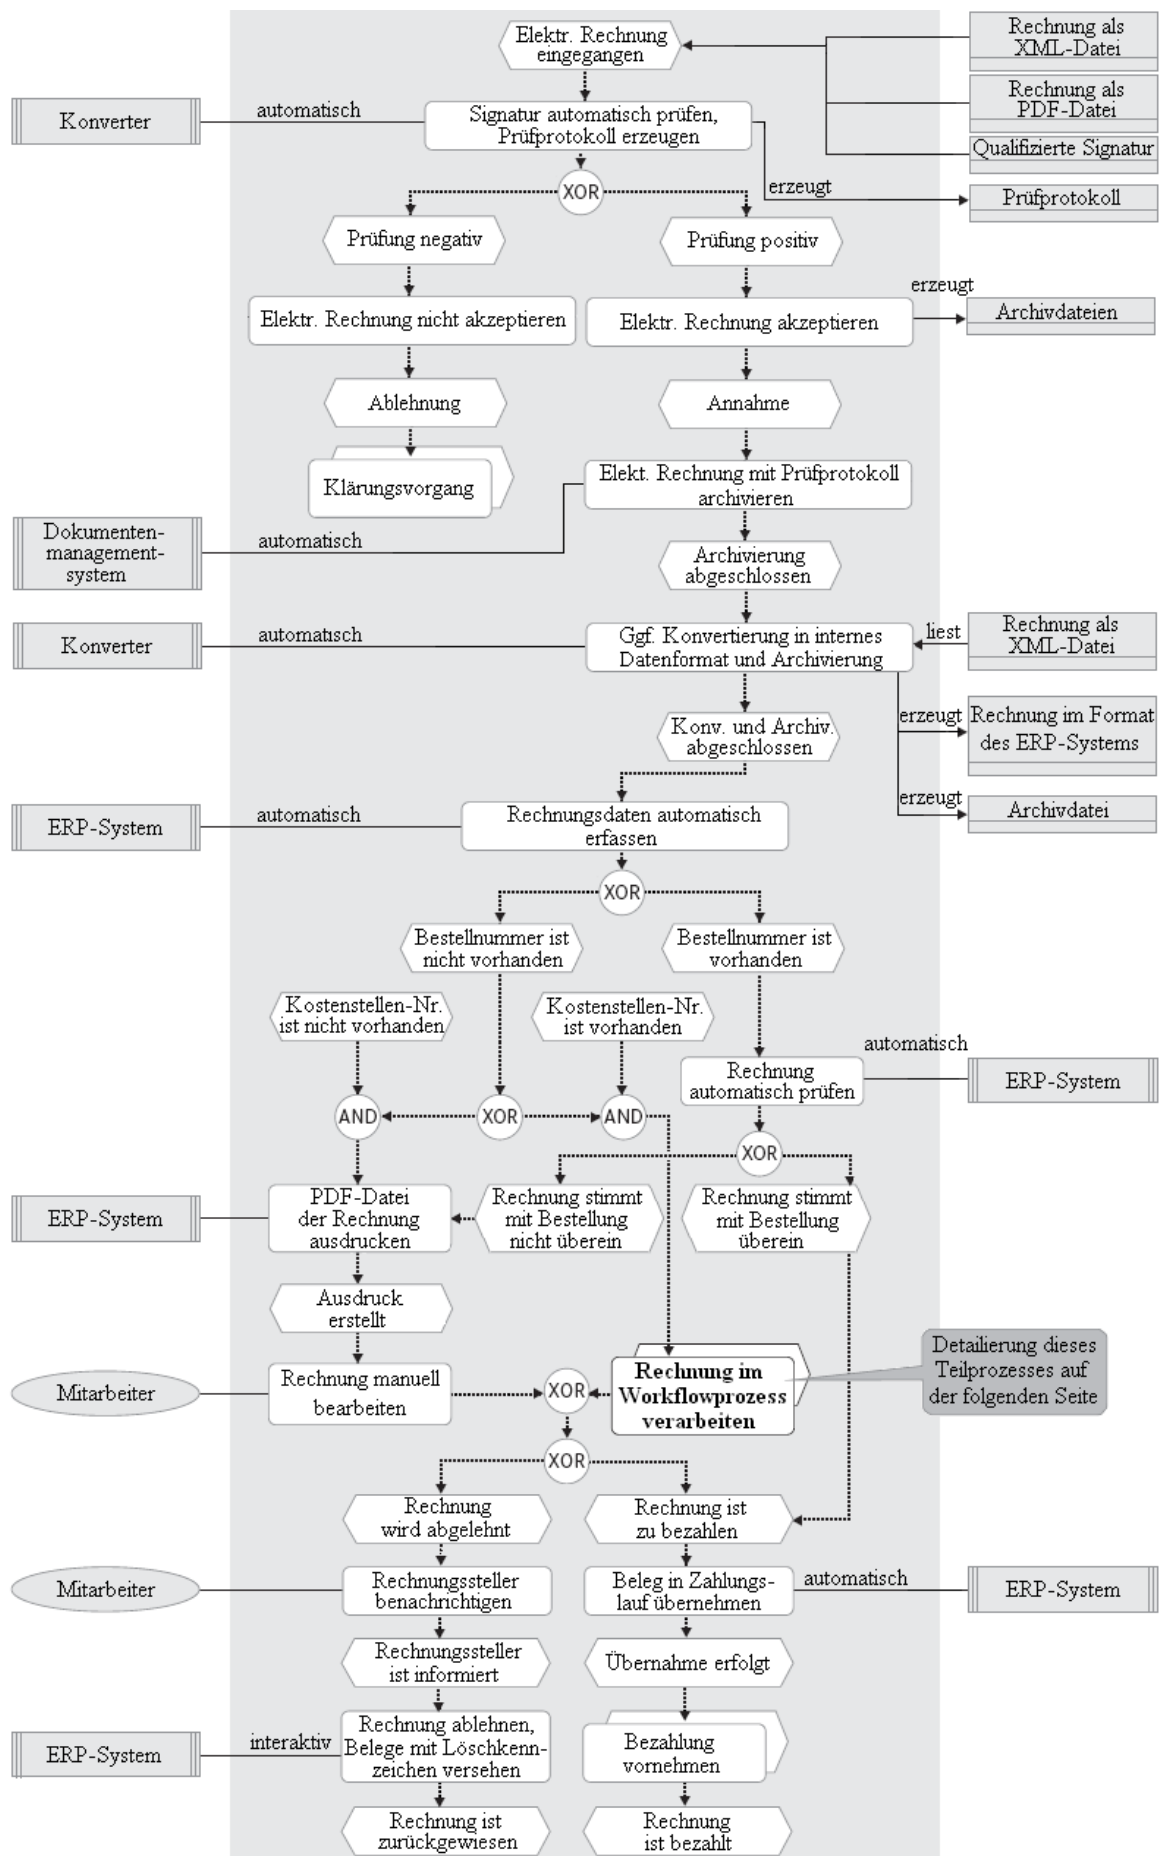 Elektr. Rechnung
eingegangen
Rechnung als
XML-Datei
Rechnung als
PDF-Datei
Qualifizierte Signatur
Konverter
automatisch
Signatur automatisch prüfen,
Prüfprotokoll erzeugen
XOR
erzeugt
Prüfprotokoll
Prüfung negativ
Prüfung positiv
Elektr. Rechnung nicht akzeptieren
Elektr. Rechnung akzeptieren
erzeugt
Archivdateien
Ablehnung
Annahme
Klärungsvorgang
Elekt. Rechnung mit Prüfprotokoll
archivieren
Dokumenten-
management-
system
automatisch
Archivierung
abgeschlossen
Konverter
automatisch
Ggf. Konvertierung in internes
Datenformat und Archivierung
liest
Rechnung als
XML-Datei
Konv. und Archiv.
abgeschlossen
erzeugt
Rechnung im Format
des ERP-Systems
erzeugt
Archivdatei
ERP-System
automatisch
Rechnungsdaten automatisch
erfassen
XOR
Bestellnummer ist
nicht vorhanden
Bestellnummer ist
vorhanden
Kostenstellen-Nr.
ist nicht vorhanden
Kostenstellen-Nr.
ist vorhanden
Rechnung
automatisch prüfen
automatisch
ERP-System
AND
XOR
AND
XOR
ERP-System
PDF-Datei
der Rechnung
ausdrucken
Rechnung stimmt
mit Bestellung
nicht überein
Rechnung stimmt
mit Bestellung
überein
Ausdruck
erstellt
Mitarbeiter
Rechnung manuell
bearbeiten
XOR
Rechnung im
Workflowprozess
verarbeiten
Detailierung dieses
Teilprozesses auf
der folgenden Seite
XOR
Rechnung
wird abgelehnt
Rechnung ist
zu bezahlen
Mitarbeiter
Rechnungssteller
benachrichtigen
Beleg in Zahlungs-
lauf übernehmen
automatisch
ERP-System
Rechnungssteller
ist informiert
Übernahme erfolgt
ERP-System
interaktiv
Rechnung ablehnen,
Belege mit Löschkenn-
zeichen versehen
Bezahlung
vornehmen
Rechnung ist
zurückgewiesen
Rechnung
ist bezahlt